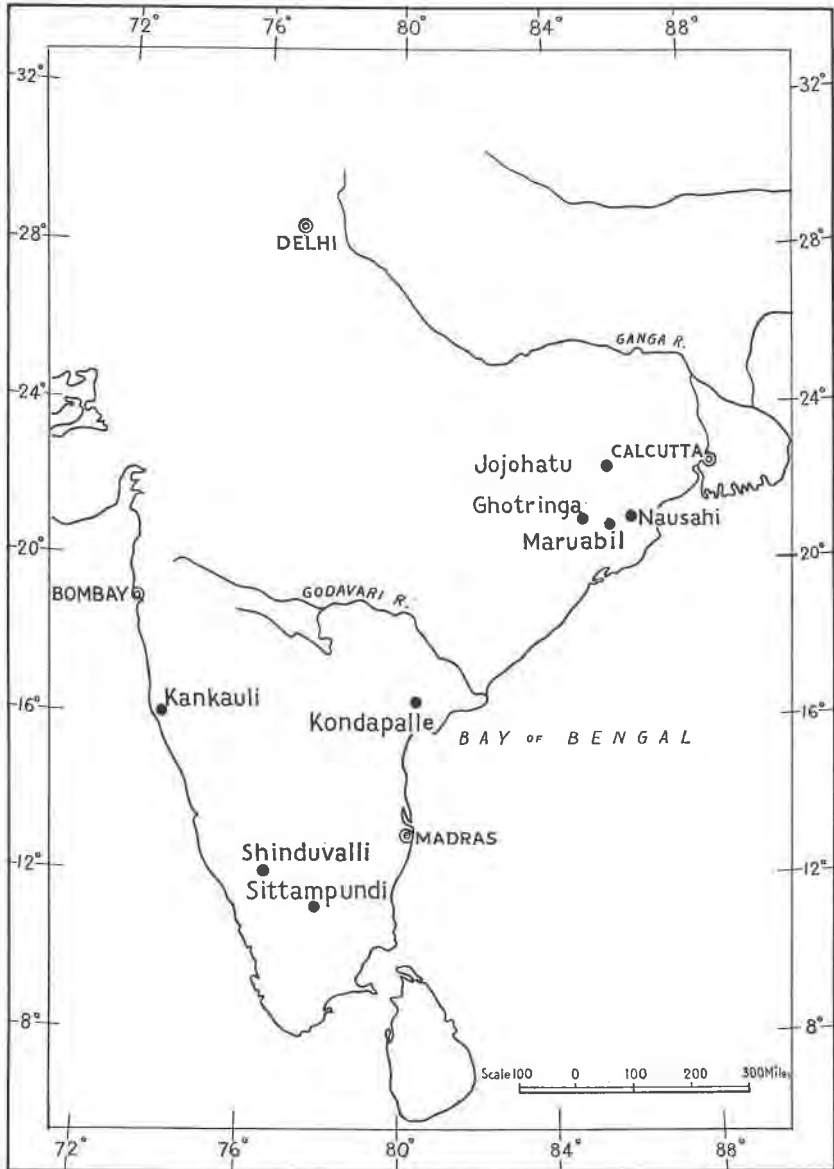 72° 76° 80° 84° 88°
32° 32°
28° 28°
DELHI
GANGA R.
24° 24°
Jojohatu CALCUTTA
Ghotringa Nausahi
Maruabil
20° 20°
BOMBAY
GODAVARI R.
16° 16°
Kankauli
Kondapalle
BAY OF BENGAL
MADRAS
12° 12°
Shinduvalli
Sittampundi
8° 8°
Scale 100 0 100 200 300 Miles
72° 76° 80° 84° 88°